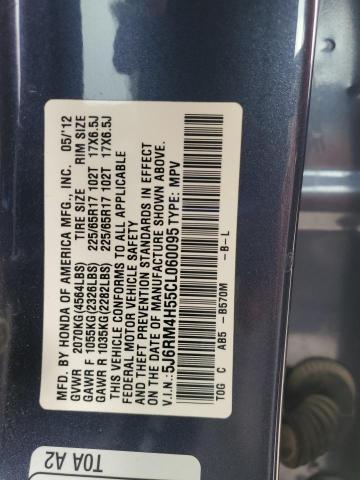 MFD. BY HONDA OF AMERICA MFG., INC. 05/'12
GVWR 2070KG(4564LBS) TIRE SIZE RIM SIZE
GAWR F 1055KG(2326LBS) 225/65R17 102T 17X6.5J
GAWR R 1035KG(2282LBS) 225/65R17 102T 17X6.5J
THIS VEHICLE CONFORMS TO ALL APPLICABLE
FEDERAL MOTOR VEHICLE SAFETY
AND THEFT PREVENTION STANDARDS IN EFFECT
ON THE DATE OF MANUFACTURE SHOWN ABOVE.
V.I.N.:5J6RM4H55CL060095 TYPE: MPV
T0G C AB5 -B570M -B-L
T0A A2